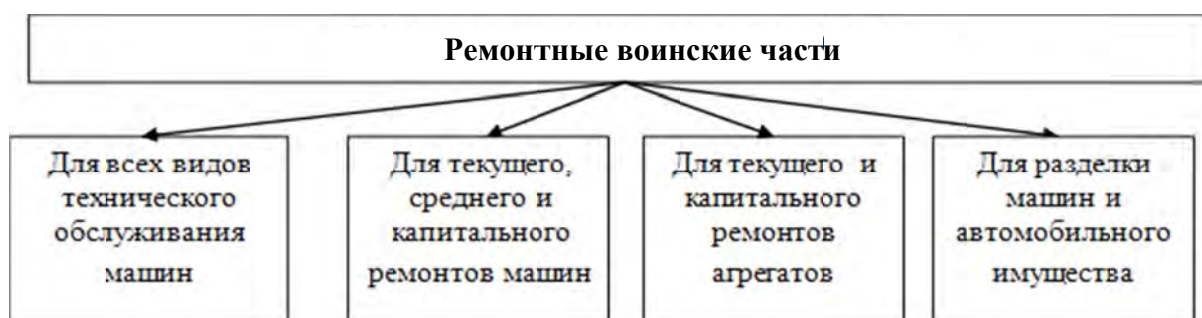 Ремонтные воинские части
Для всех видов
технического
обслуживания
машин
Для текущего,
среднего и
капитального
ремонтов машин
Для текущего и
капитального
ремонтов
агрегатов
Для разделки
машин и
автомобильного
имущества